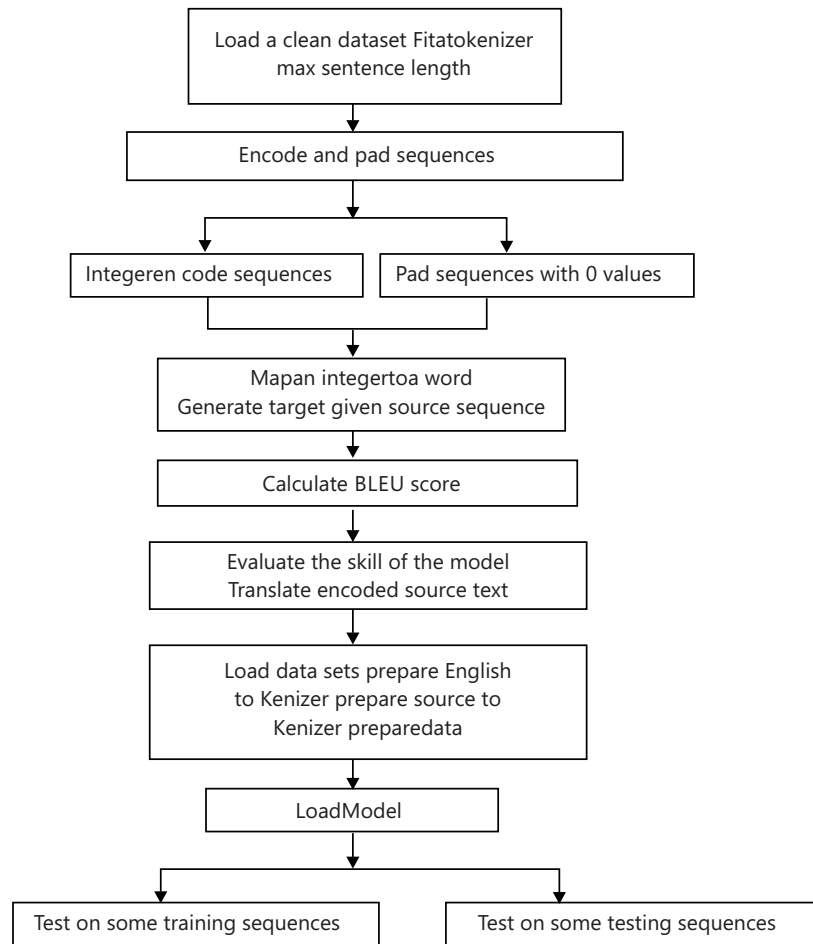 Load a clean dataset Fitatokenizer
max sentence length
Encode and pad sequences
Integeren code sequences
Pad sequences with 0 values
Mapan integertoa word
Generate target given source sequence
Calculate BLEU score
Evaluate the skill of the model
Translate encoded source text
Load data sets prepare English
to Kenizer prepare source to
Kenizer preparedata
LoadModel
Test on some training sequences
Test on some testing sequences